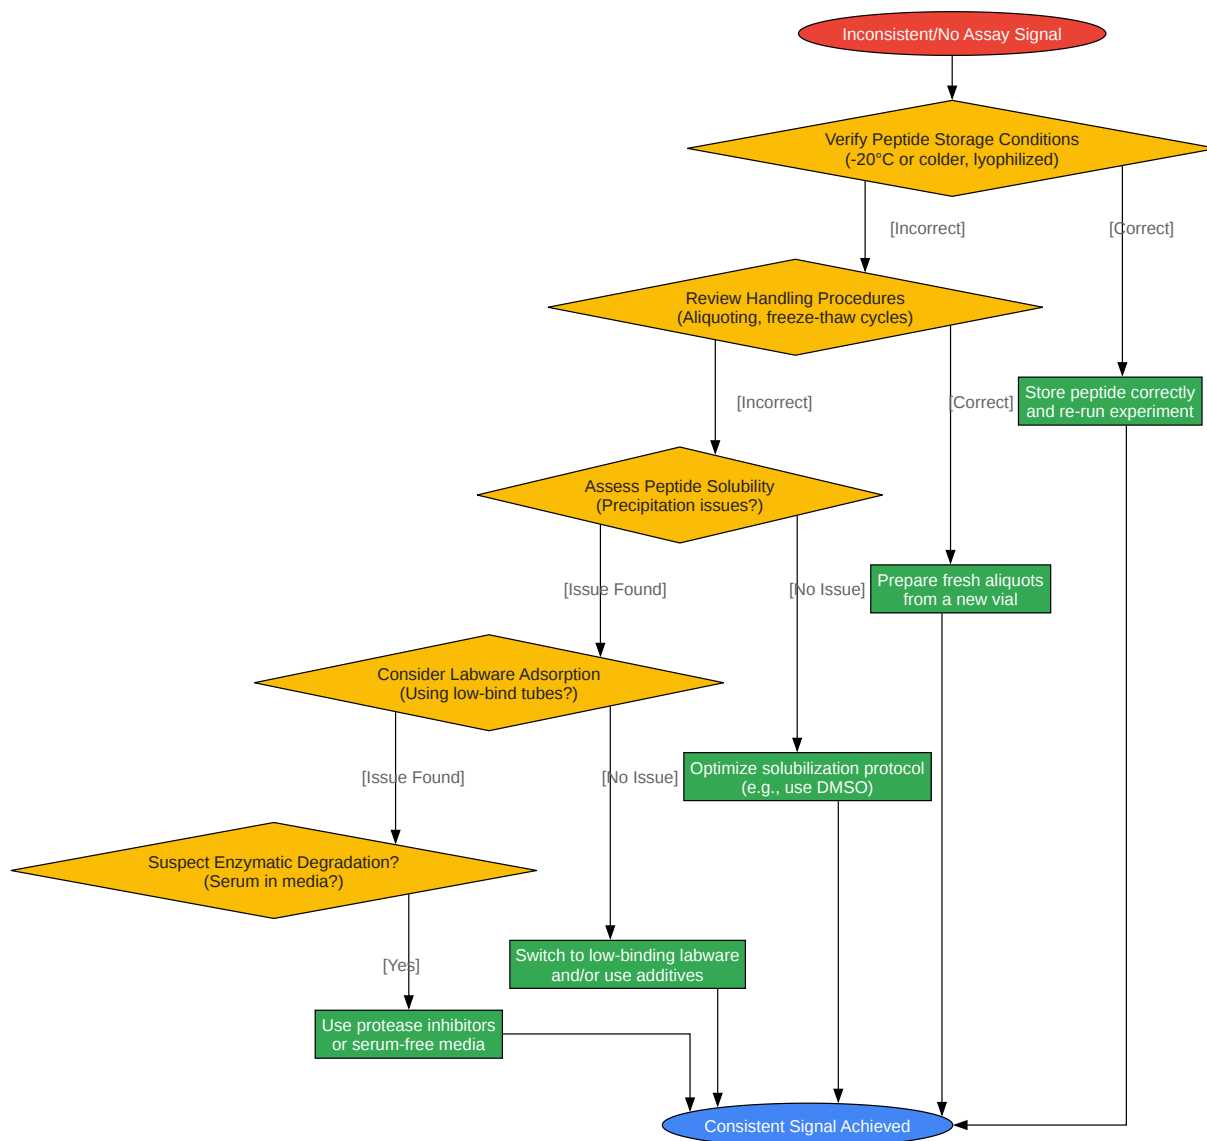 Inconsistent/No Assay Signal
Verify Peptide Storage Conditions
(-20°C or colder, lyophilized)
[Incorrect]
[Correct]
Review Handling Procedures
(Aliquoting, freeze-thaw cycles)
[Incorrect]
[Correct]
Store peptide correctly
and re-run experiment
Assess Peptide Solubility
(Precipitation issues?)
[Issue Found]
[No Issue]
Prepare fresh aliquots
from a new vial
Consider Labware Adsorption
(Using low-bind tubes?)
[Issue Found]
[No Issue]
Optimize solubilization protocol
(e.g., use DMSO)
Suspect Enzymatic Degradation?
(Serum in media?)
[Yes]
Switch to low-binding labware
and/or use additives
Use protease inhibitors
or serum-free media
Consistent Signal Achieved